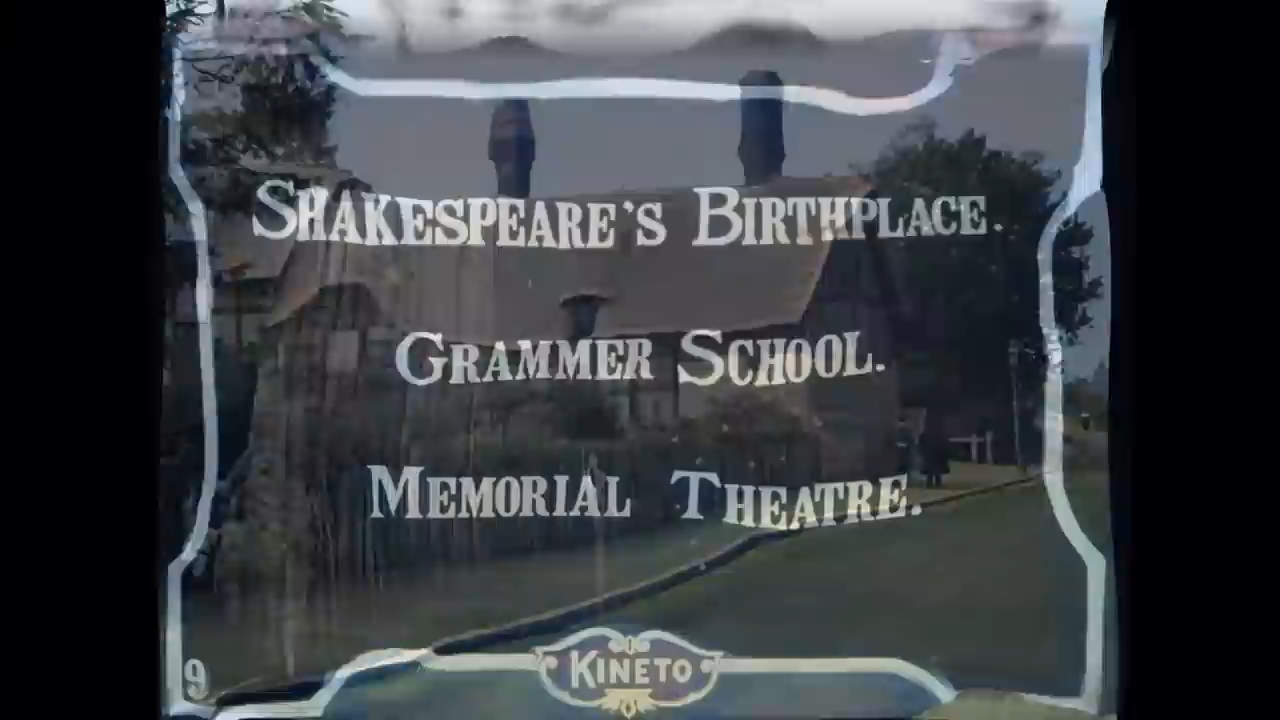 SHAKESPEARE'S BIRTHPLACE.
GRAMMER SCHOOL.
MEMORIAL THEATRE.
9
KINETO